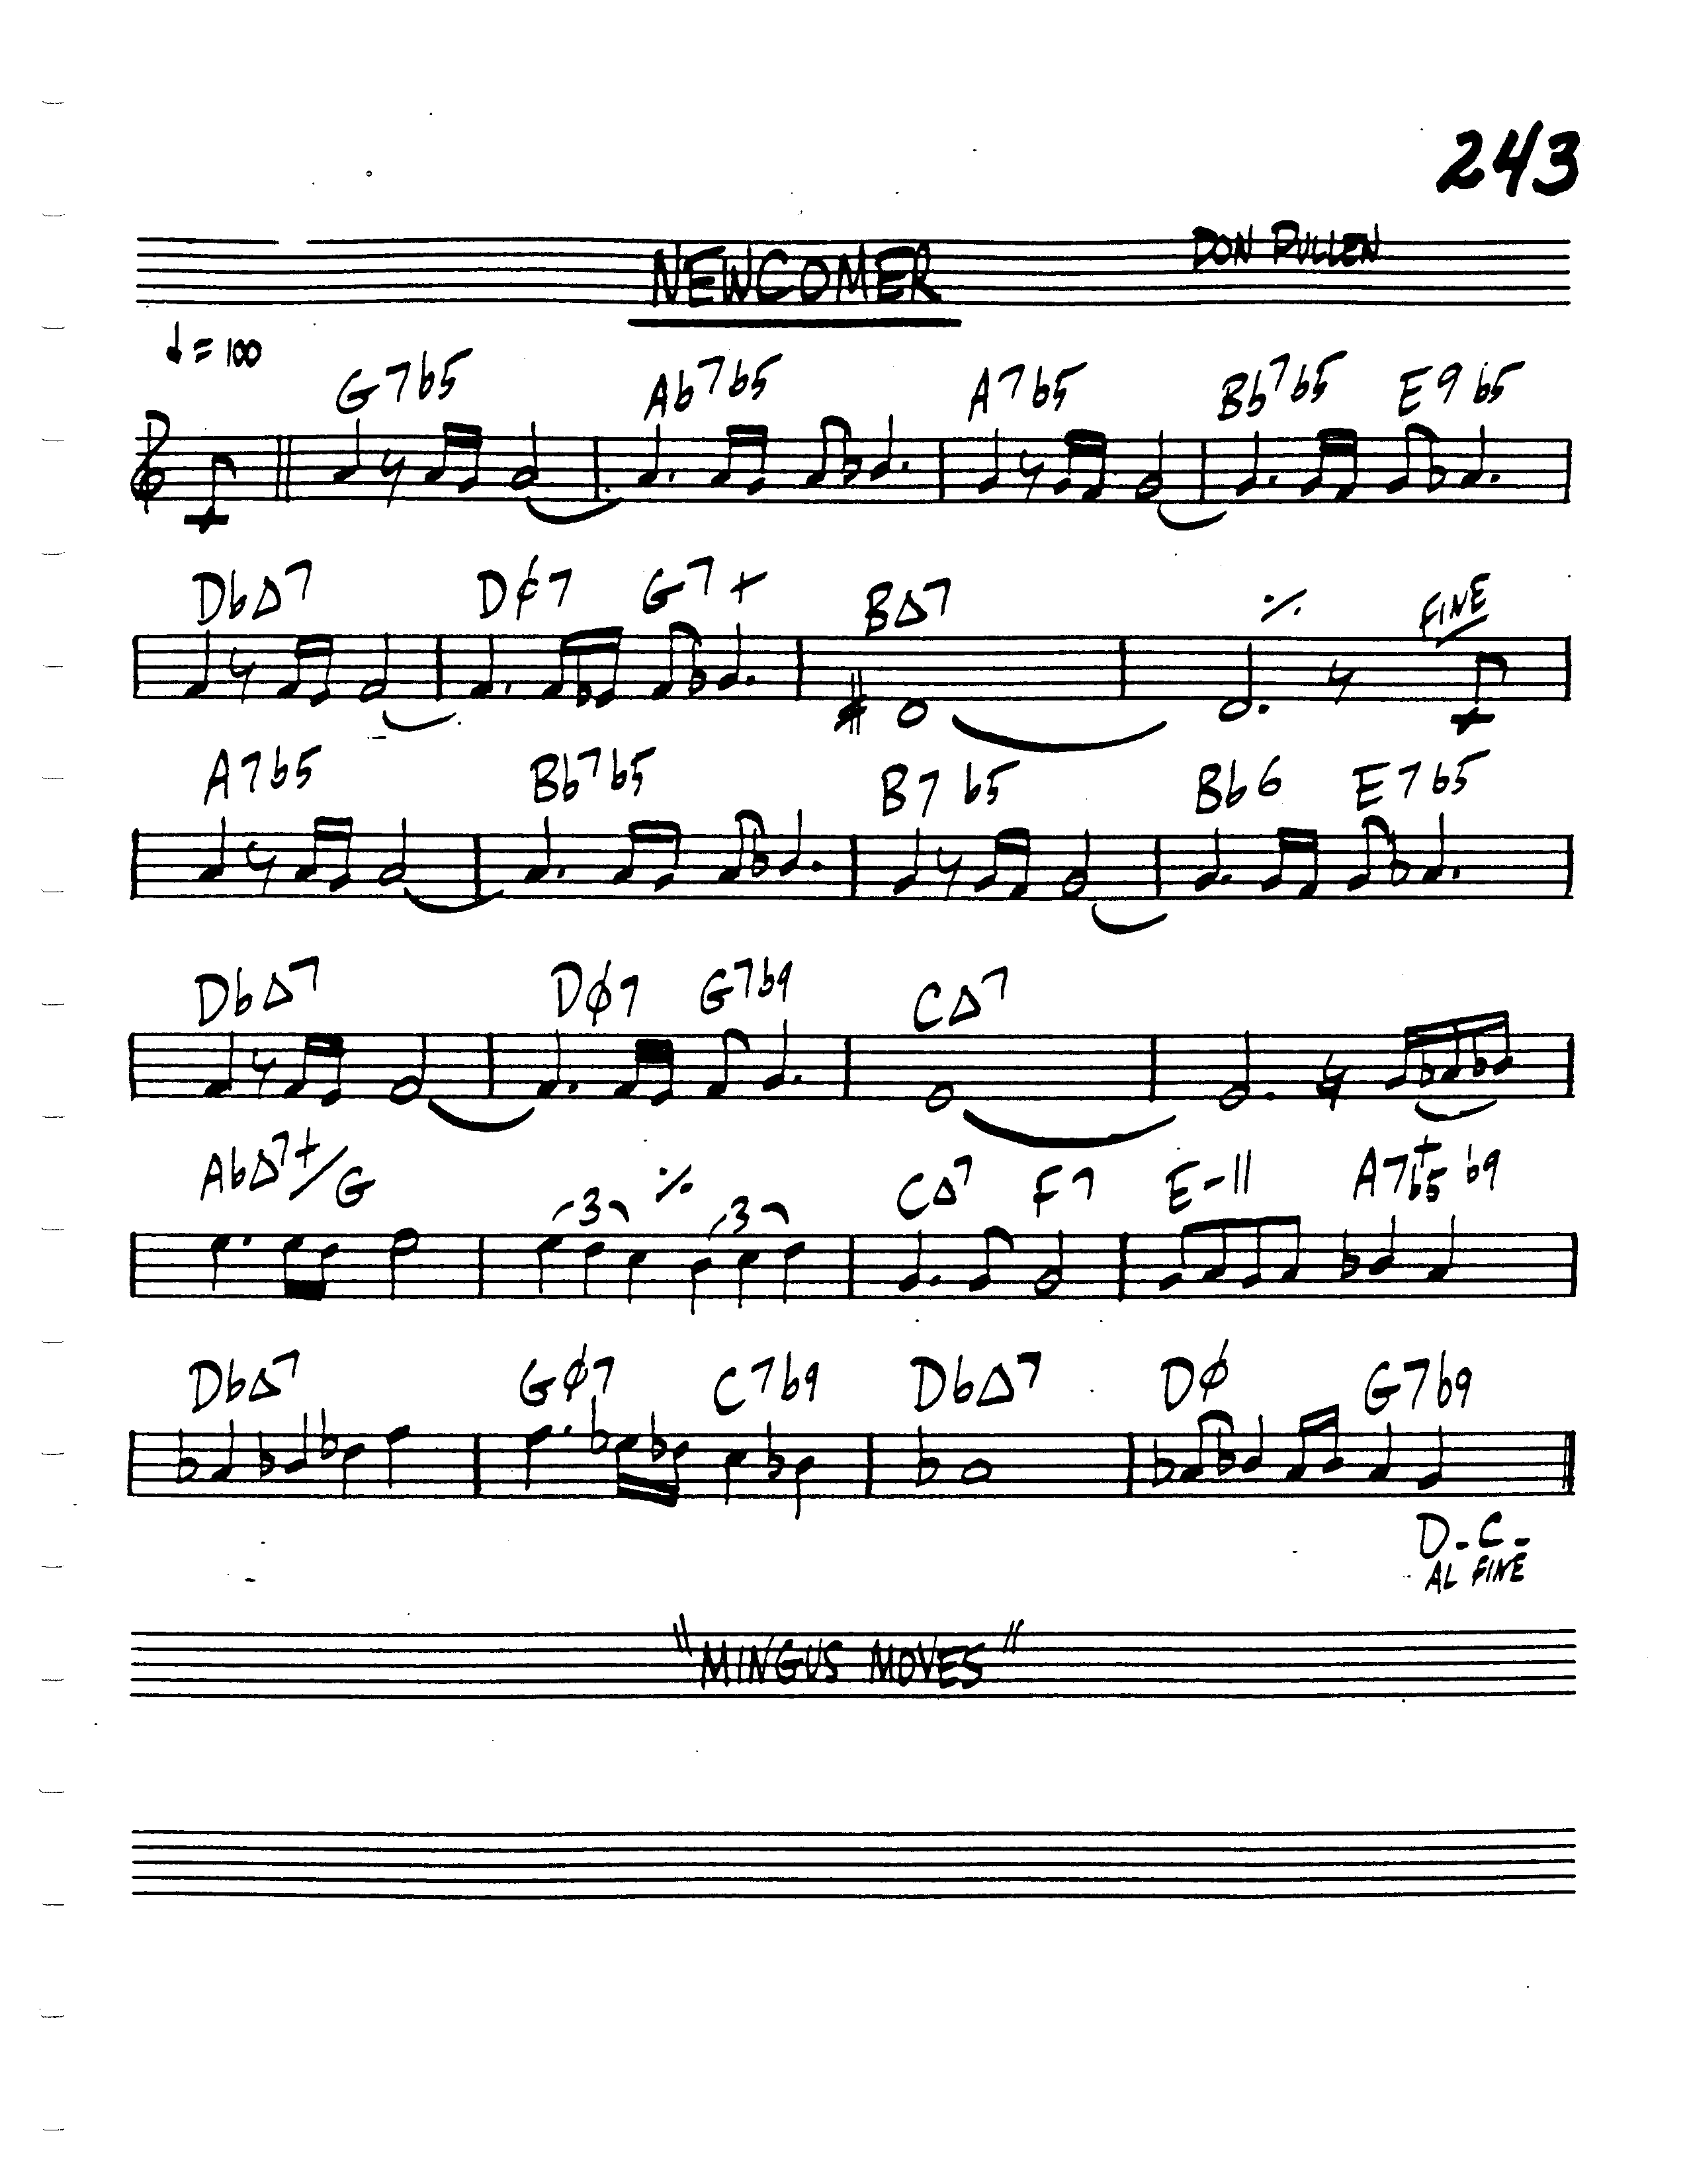 243
NEWCOMER DON PULLEN
♩ = 100
G7b5 Ab7b5 A7b5 Bb7b5 E9b5
DbΔ7 Dø7 G7+ BΔ7 ٪ FINE
A7b5 Bb7b5 B7b5 Bb6 E7b5
DbΔ7 Dø7 G7b9 CΔ7
AbΔ7+/G 3 ٪ 3 CΔ7 F7 E-11 A7+b5b9
DbΔ7 Gø7 C7b9 DbΔ7 Dø G7b9
D.C.
AL FINE
"MINGUS MOVES"